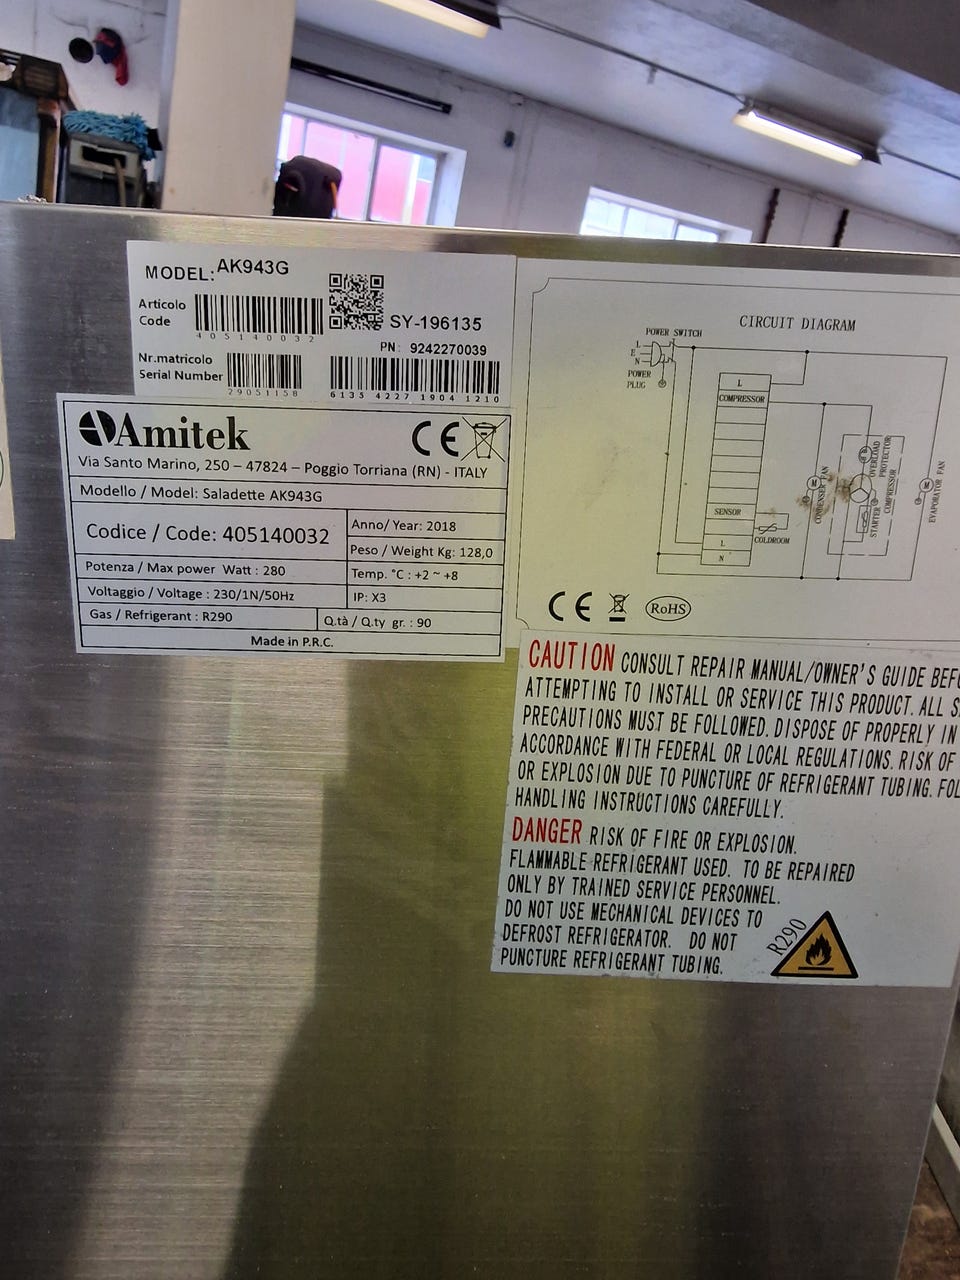 MODEL: AK943G
Articolo
Code
405140032
SY-196135
PN: 9242270039
Nr.matricolo
Serial Number
29051158
6135 4227 1904 1210
Amitek
CE
Via Santo Marino, 250 – 47824 – Poggio Torriana (RN) - ITALY
Modello / Model: Saladette AK943G
Codice / Code: 405140032
Anno/ Year: 2018
Peso / Weight Kg: 128,0
Potenza / Max power Watt : 280
Temp. °C : +2 ~ +8
Voltaggio / Voltage : 230/1N/50Hz
IP: X3
Gas / Refrigerant : R290
Q.tà / Q.ty gr. : 90
Made in P.R.C.
CIRCUIT DIAGRAM
POWER SWITCH
L
E
N
POWER
PLUG
L
COMPRESSOR
SENSOR
L
N
COLDROOM
M
CONDENSER FAN
OVERLOAD
PROTECTOR
COMPRESSOR
STARTER
M
EVAPORATOR FAN
CE
RoHS
CAUTION CONSULT REPAIR MANUAL/OWNER'S GUIDE BEFO
ATTEMPTING TO INSTALL OR SERVICE THIS PRODUCT. ALL S
PRECAUTIONS MUST BE FOLLOWED. DISPOSE OF PROPERLY IN
ACCORDANCE WITH FEDERAL OR LOCAL REGULATIONS. RISK OF
OR EXPLOSION DUE TO PUNCTURE OF REFRIGERANT TUBING. FOL
HANDLING INSTRUCTIONS CAREFULLY.
DANGER RISK OF FIRE OR EXPLOSION.
FLAMMABLE REFRIGERANT USED. TO BE REPAIRED
ONLY BY TRAINED SERVICE PERSONNEL.
DO NOT USE MECHANICAL DEVICES TO
DEFROST REFRIGERATOR. DO NOT
PUNCTURE REFRIGERANT TUBING.
R290